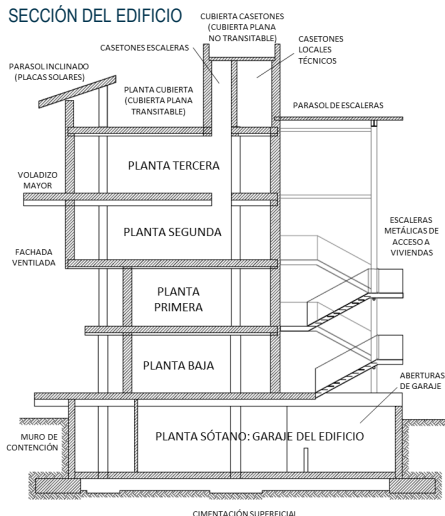 SECCIÓN DEL EDIFICIO
CUBIERTA CASETONES
(CUBIERTA PLANA
NO TRANSITABLE)
CASETONES
LOCALES
TÉCNICOS
CASETONES ESCALERAS
PARASOL INCLINADO
(PLACAS SOLARES)
PLANTA CUBIERTA
(CUBIERTA PLANA
TRANSITABLE)
PARASOL DE ESCALERAS
PLANTA TERCERA
VOLADIZO
MAYOR
PLANTA SEGUNDA
ESCALERAS
METÁLICAS DE
ACCESO A
VIVIENDAS
FACHADA
VENTILADA
PLANTA
PRIMERA
PLANTA BAJA
ABERTURAS
DE GARAJE
MURO DE
CONTENCIÓN
PLANTA SÓTANO: GARAJE DEL EDIFICIO
CIMENTACIÓN SUPERFICIAL